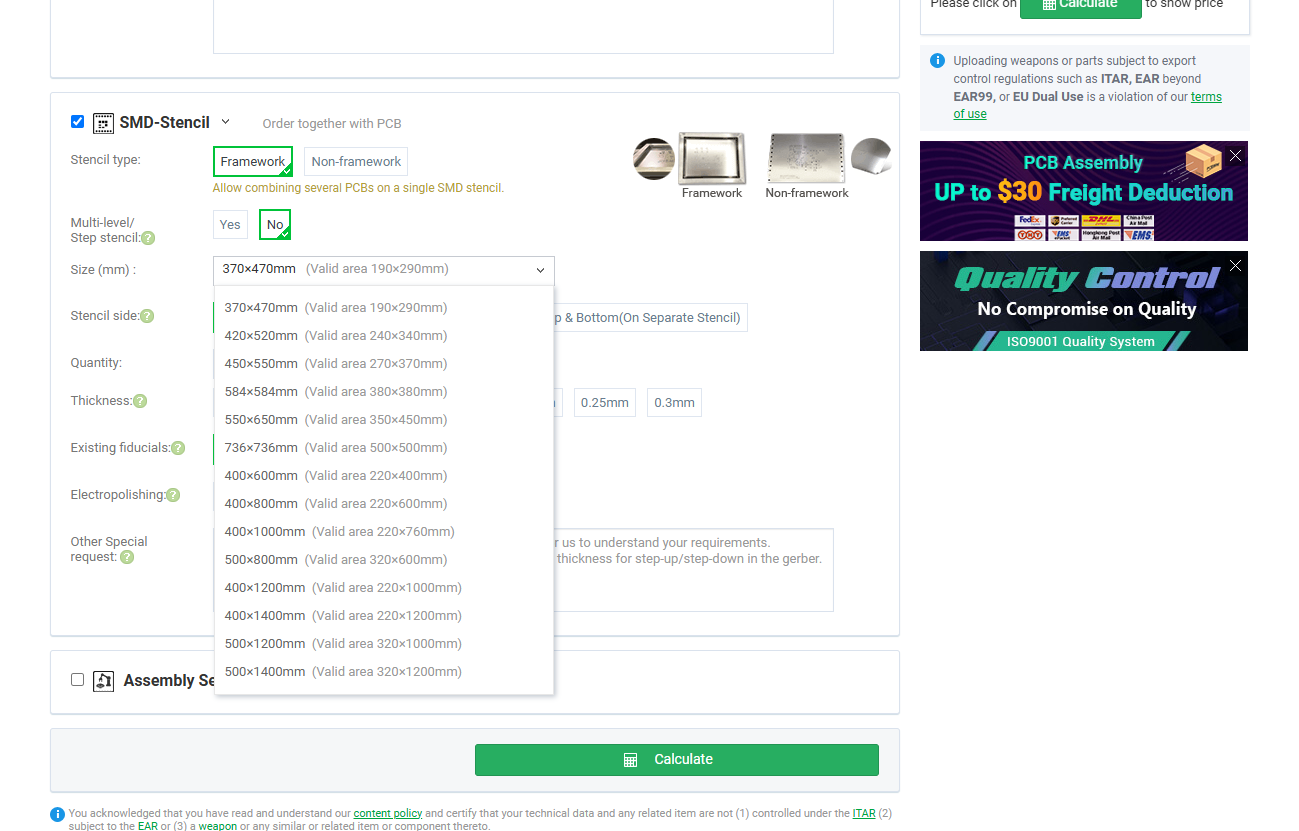 Please click on Calculate to show price
Uploading weapons or parts subject to export
control regulations such as ITAR, EAR beyond
EAR99, or EU Dual Use is a violation of our terms
of use
SMD-Stencil Order together with PCB
Stencil type: Framework Non-framework
Allow combining several PCBs on a single SMD stencil.
Framework Non-framework
PCB Assembly
UP to $30 Freight Deduction
FedEx DHL China Post Air Mail
TNT EMS Hongkong Post Air Mail EMS
Multi-level/
Step stencil:? Yes No
Size (mm) : 370×470mm (Valid area 190×290mm)
Quality Control
No Compromise on Quality
ISO9001 Quality System
370×470mm (Valid area 190×290mm)
Stencil side:? p & Bottom(On Separate Stencil)
420×520mm (Valid area 240×340mm)
Quantity: 450×550mm (Valid area 270×370mm)
584×584mm (Valid area 380×380mm)
Thickness:? 0.25mm 0.3mm
550×650mm (Valid area 350×450mm)
Existing fiducials:? 736×736mm (Valid area 500×500mm)
400×600mm (Valid area 220×400mm)
Electropolishing:? 400×800mm (Valid area 220×600mm)
400×1000mm (Valid area 220×760mm)
Other Special
request: ? r us to understand your requirements.
thickness for step-up/step-down in the gerber.
500×800mm (Valid area 320×600mm)
400×1200mm (Valid area 220×1000mm)
400×1400mm (Valid area 220×1200mm)
500×1200mm (Valid area 320×1000mm)
500×1400mm (Valid area 320×1200mm)
Assembly Se
Calculate
You acknowledged that you have read and understand our content policy and certify that your technical data and any related item are not (1) controlled under the ITAR (2)
subject to the EAR or (3) a weapon or any similar or related item or component thereto.